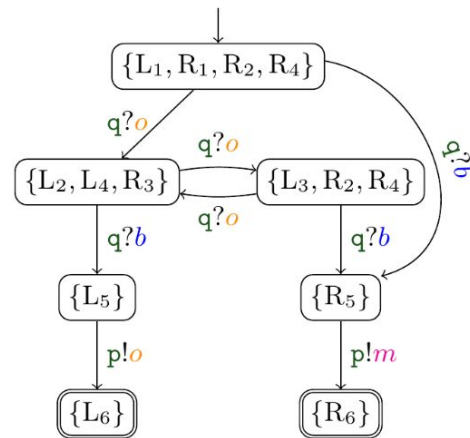 {L₁, R₁, R₂, R₄}
q?o
q?o
q?b
{L₂, L₄, R₃}
{L₃, R₂, R₄}
q?o
q?b
q?b
{L₅}
{R₅}
p!o
p!m
{L₆}
{R₆}